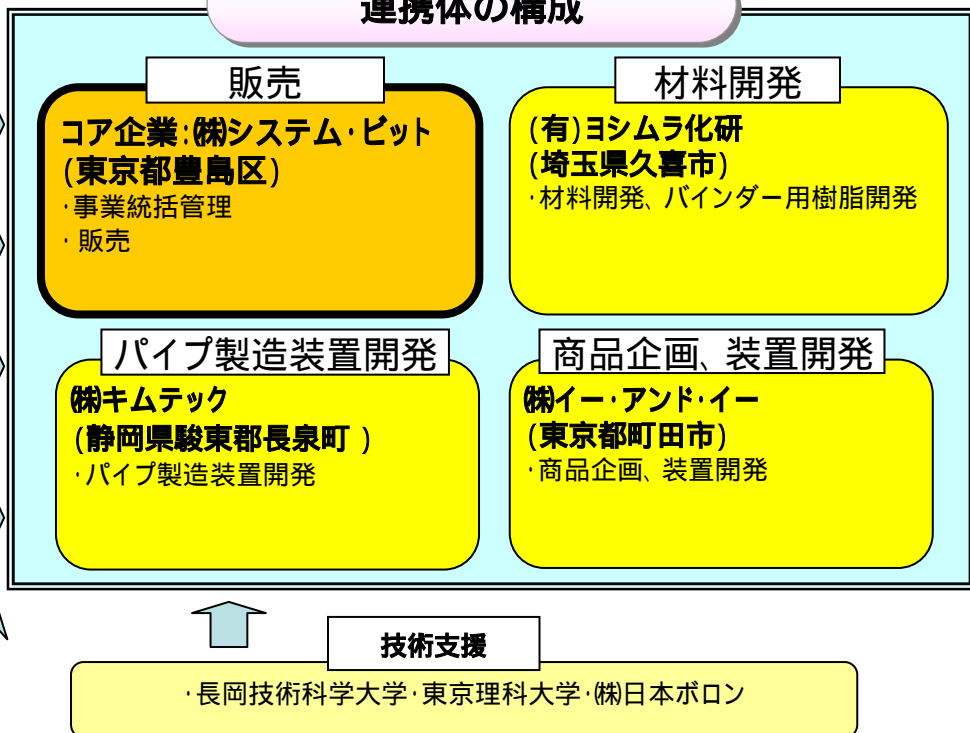 連携体の構成
販売
コア企業:㈱システム・ビット
(東京都豊島区)
・事業統括管理
・販売
材料開発
(有)ヨシムラ化研
(埼玉県久喜市)
・材料開発、バインダー用樹脂開発
パイプ製造装置開発
㈱キムテック
(静岡県駿東郡長泉町 )
・パイプ製造装置開発
商品企画、装置開発
㈱イー・アンド・イー
(東京都町田市)
・商品企画、装置開発
技術支援
・長岡技術科学大学・東京理科大学・㈱日本ボロン